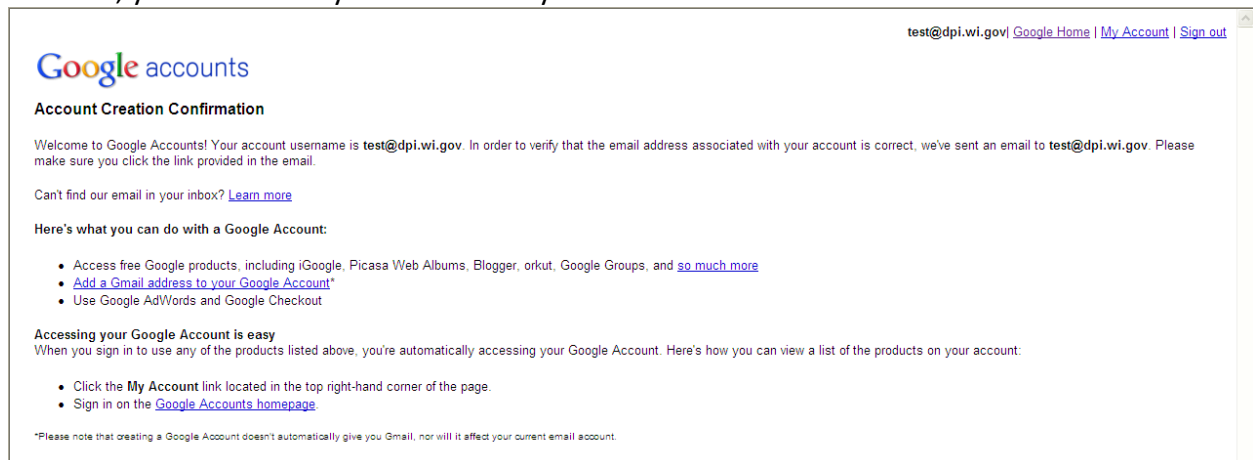 test@dpi.wi.gov| Google Home | My Account | Sign out
Google accounts
Account Creation Confirmation
Welcome to Google Accounts! Your account username is test@dpi.wi.gov. In order to verify that the email address associated with your account is correct, we've sent an email to test@dpi.wi.gov. Please
make sure you click the link provided in the email.
Can't find our email in your inbox? Learn more
Here's what you can do with a Google Account:
• Access free Google products, including iGoogle, Picasa Web Albums, Blogger, orkut, Google Groups, and so much more
• Add a Gmail address to your Google Account*
• Use Google AdWords and Google Checkout
Accessing your Google Account is easy
When you sign in to use any of the products listed above, you're automatically accessing your Google Account. Here's how you can view a list of the products on your account:
• Click the My Account link located in the top right-hand corner of the page.
• Sign in on the Google Accounts homepage.
*Please note that creating a Google Account doesn't automatically give you Gmail, nor will it affect your current email account.